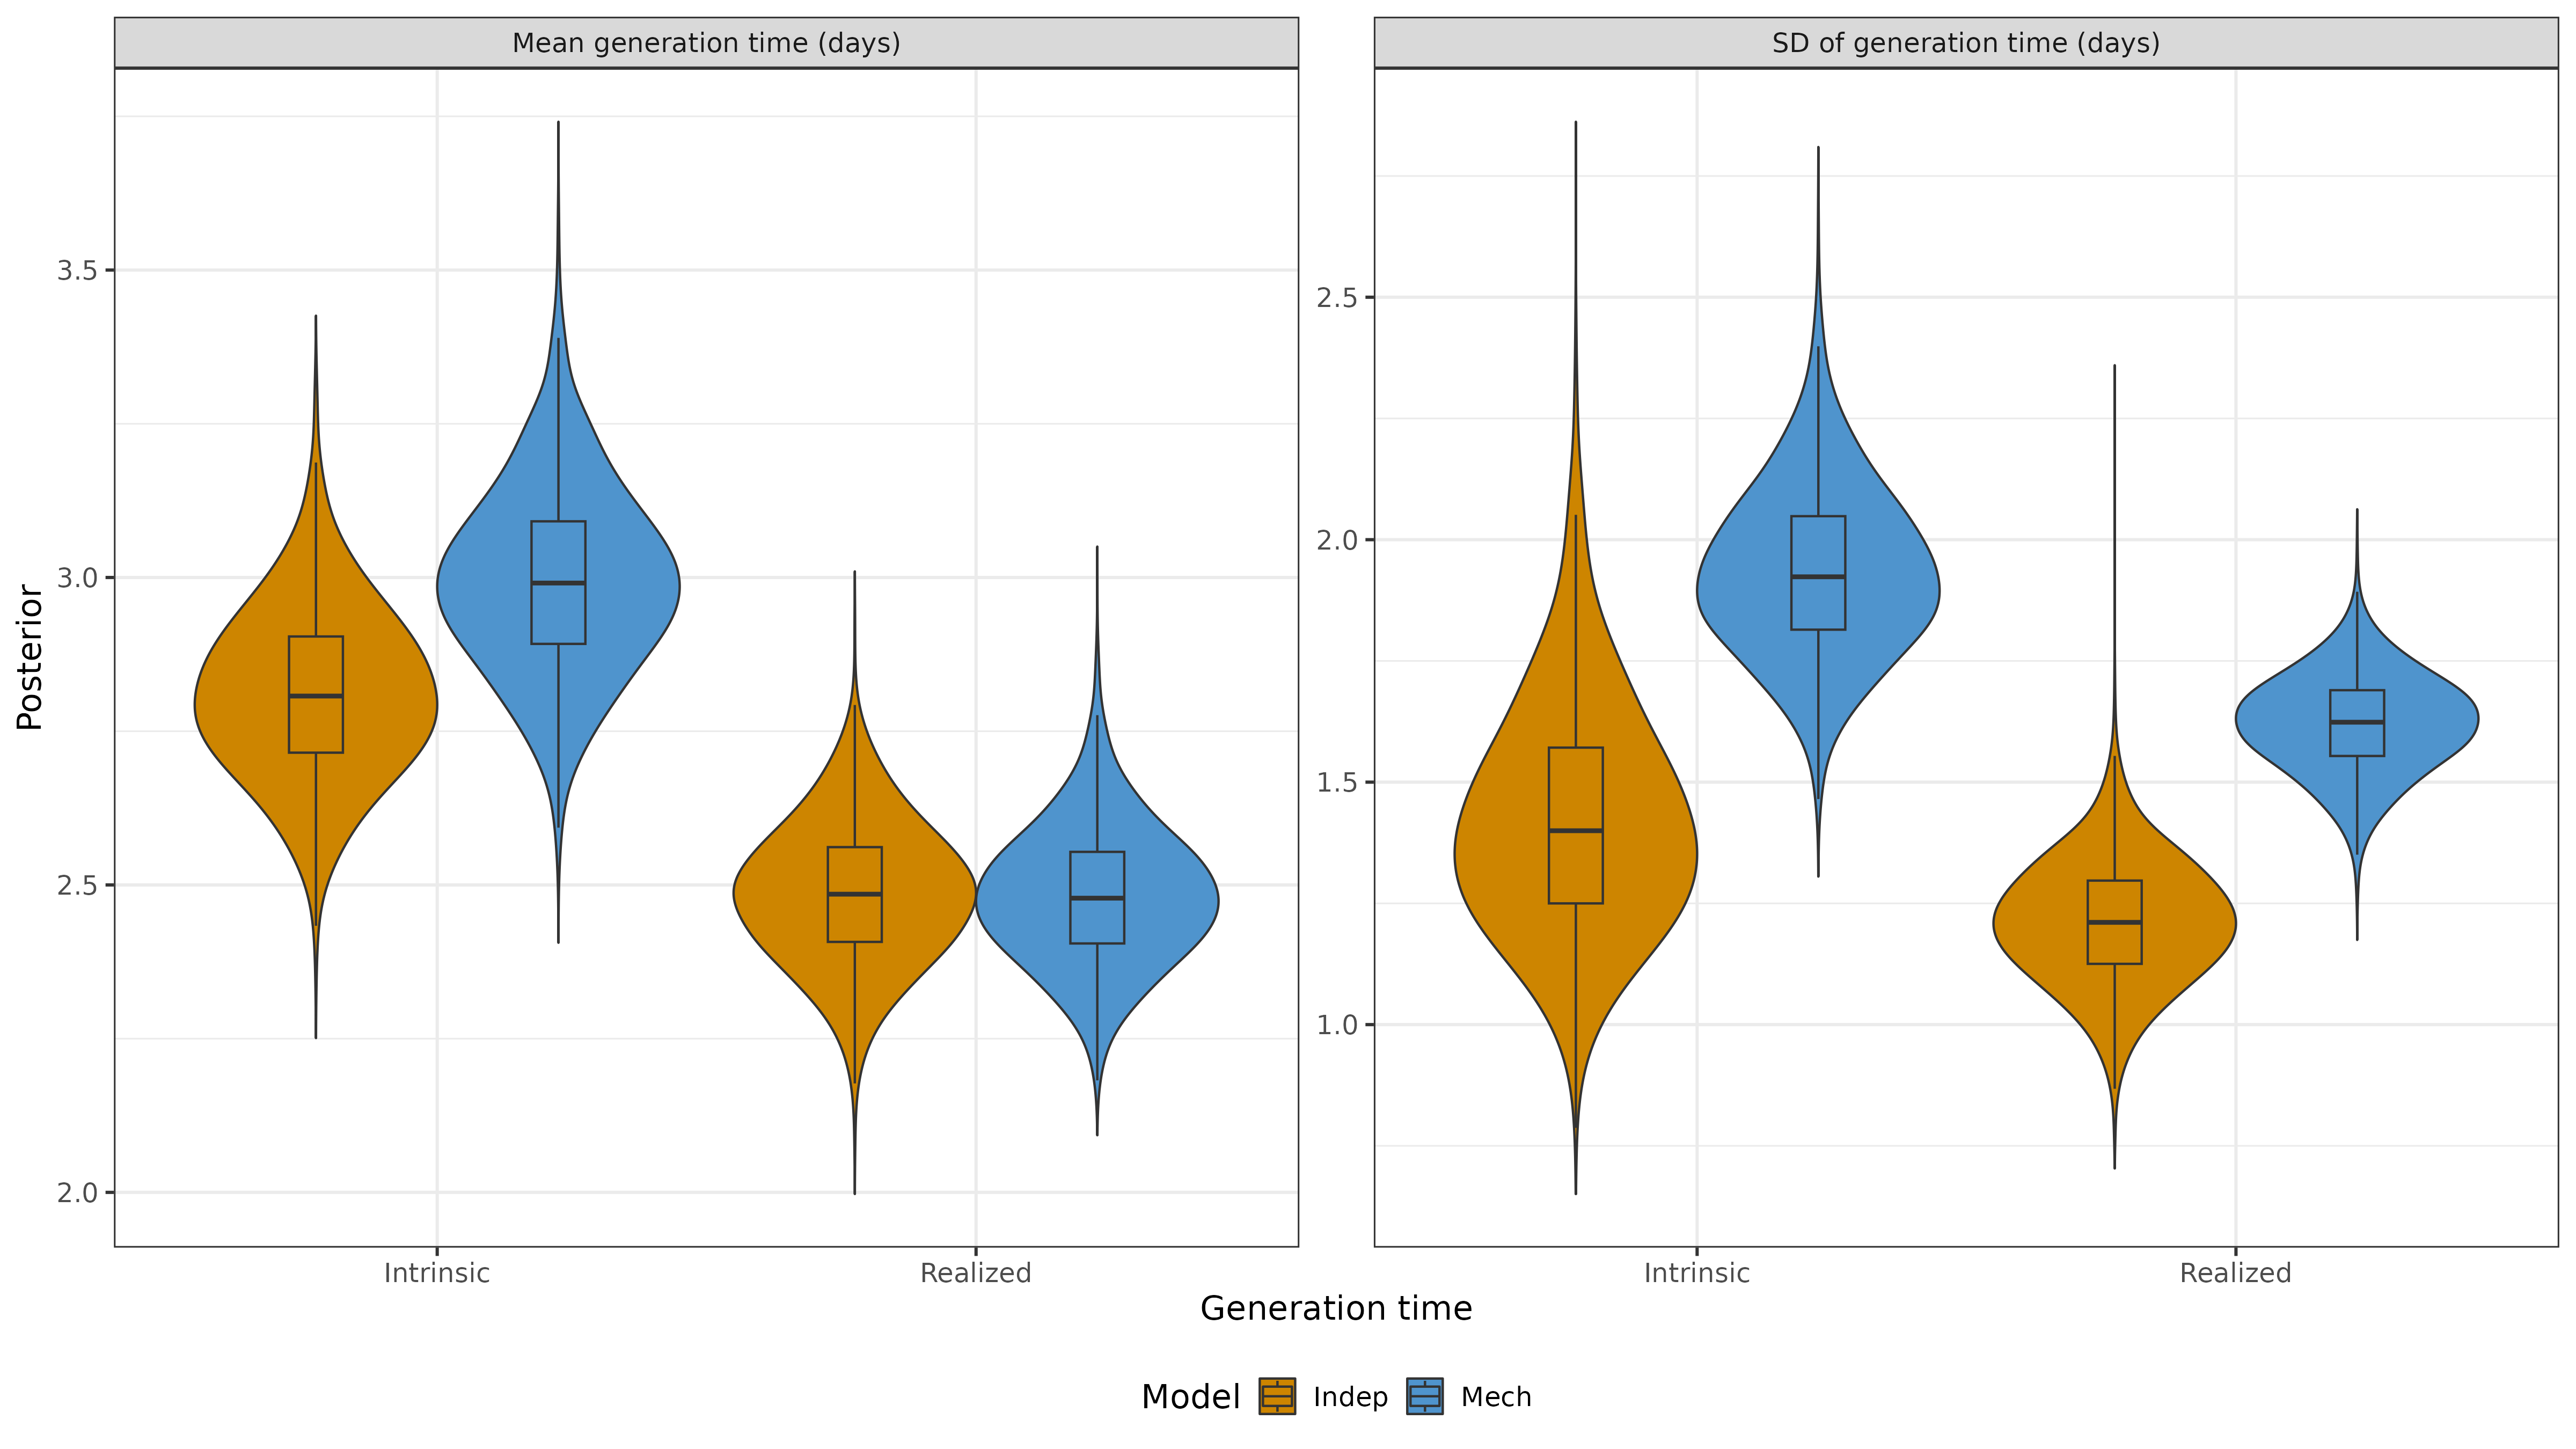 Mean generation time (days)
SD of generation time (days)
Posterior
3.5
3.0
2.5
2.0
2.5
2.0
1.5
1.0
Intrinsic
Realized
Intrinsic
Realized
Generation time
Model Indep Mech